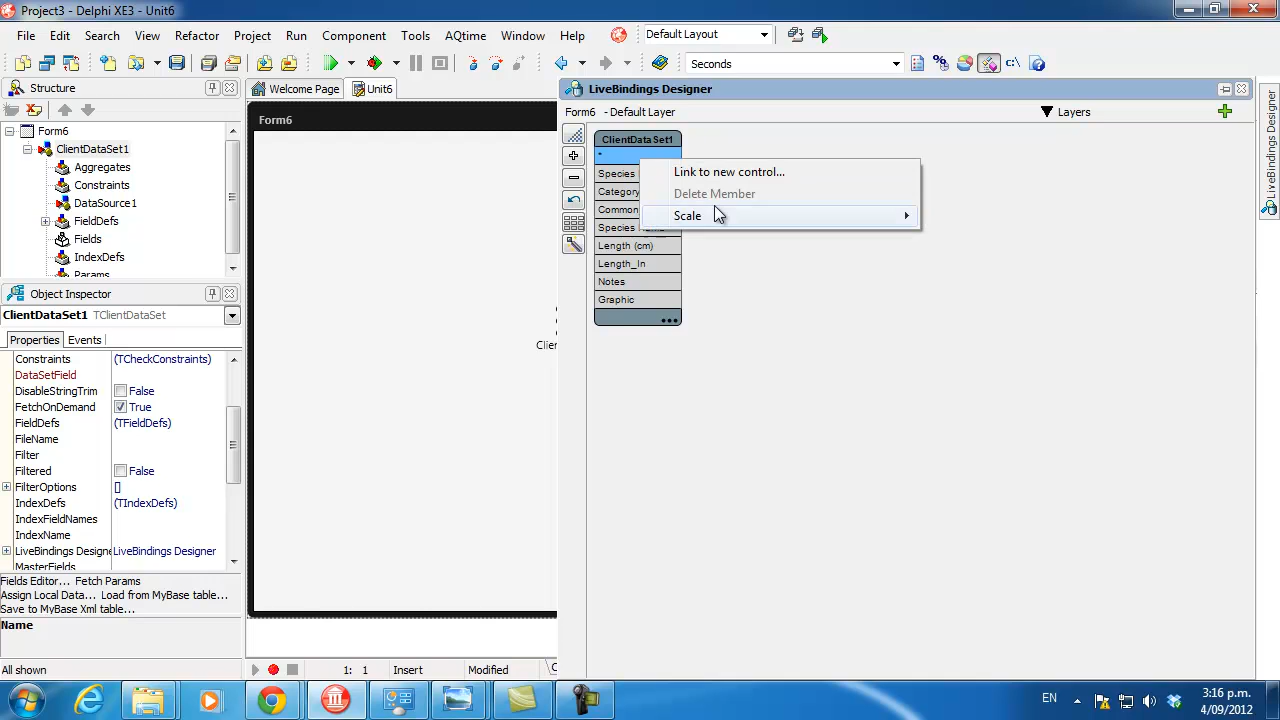 Project3 - Delphi XE3 - Unit6
File Edit Search View Refactor Project Run Component Tools AQtime Window Help
Default Layout
Seconds
Structure
Form6
ClientDataSet1
Aggregates
Constraints
DataSource1
FieldDefs
Fields
IndexDefs
Params
Object Inspector
ClientDataSet1 TClientDataSet
Properties Events
Constraints (TCheckConstraints)
DataSetField
DisableStringTrim False
FetchOnDemand True
FieldDefs (TFieldDefs)
FileName
Filter
Filtered False
FilterOptions []
IndexDefs (TIndexDefs)
IndexFieldNames
IndexName
LiveBindings Designe LiveBindings Designer
MasterFields
Fields Editor... Fetch Params
Assign Local Data... Load from MyBase table...
Save to MyBase Xml table...
Name
All shown
Welcome Page Unit6
Form6
Clien
1: 1 Insert Modified
LiveBindings Designer
Form6 - Default Layer Layers
ClientDataSet1
*
Species
Category
Common
Species
Length (cm)
Length_In
Notes
Graphic
Link to new control...
Delete Member
Scale
LiveBindings Designer
EN
3:16 p.m.
4/09/2012